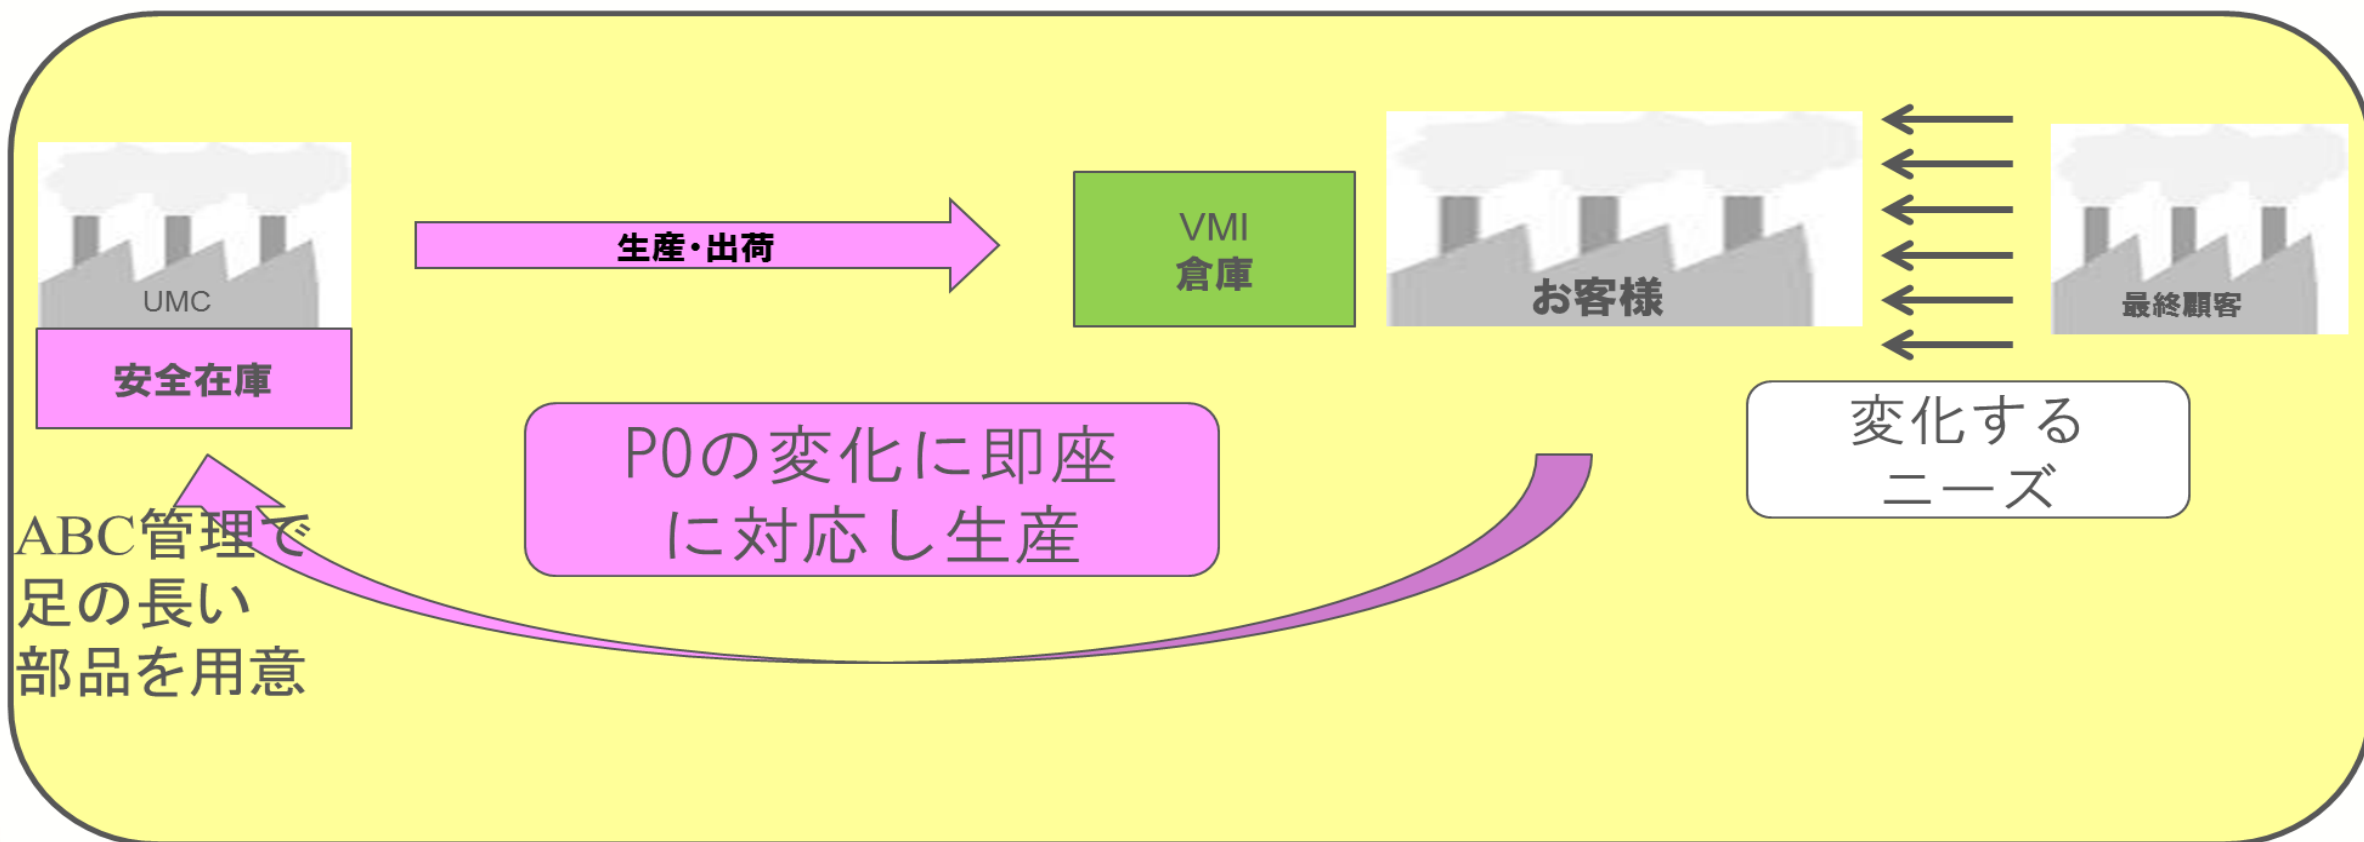 UMC
安全在庫
生産・出荷
VMI
倉庫
お客様
最終顧客
変化する
ニーズ
POの変化に即座
に対応し生産
ABC管理で
足の長い
部品を用意